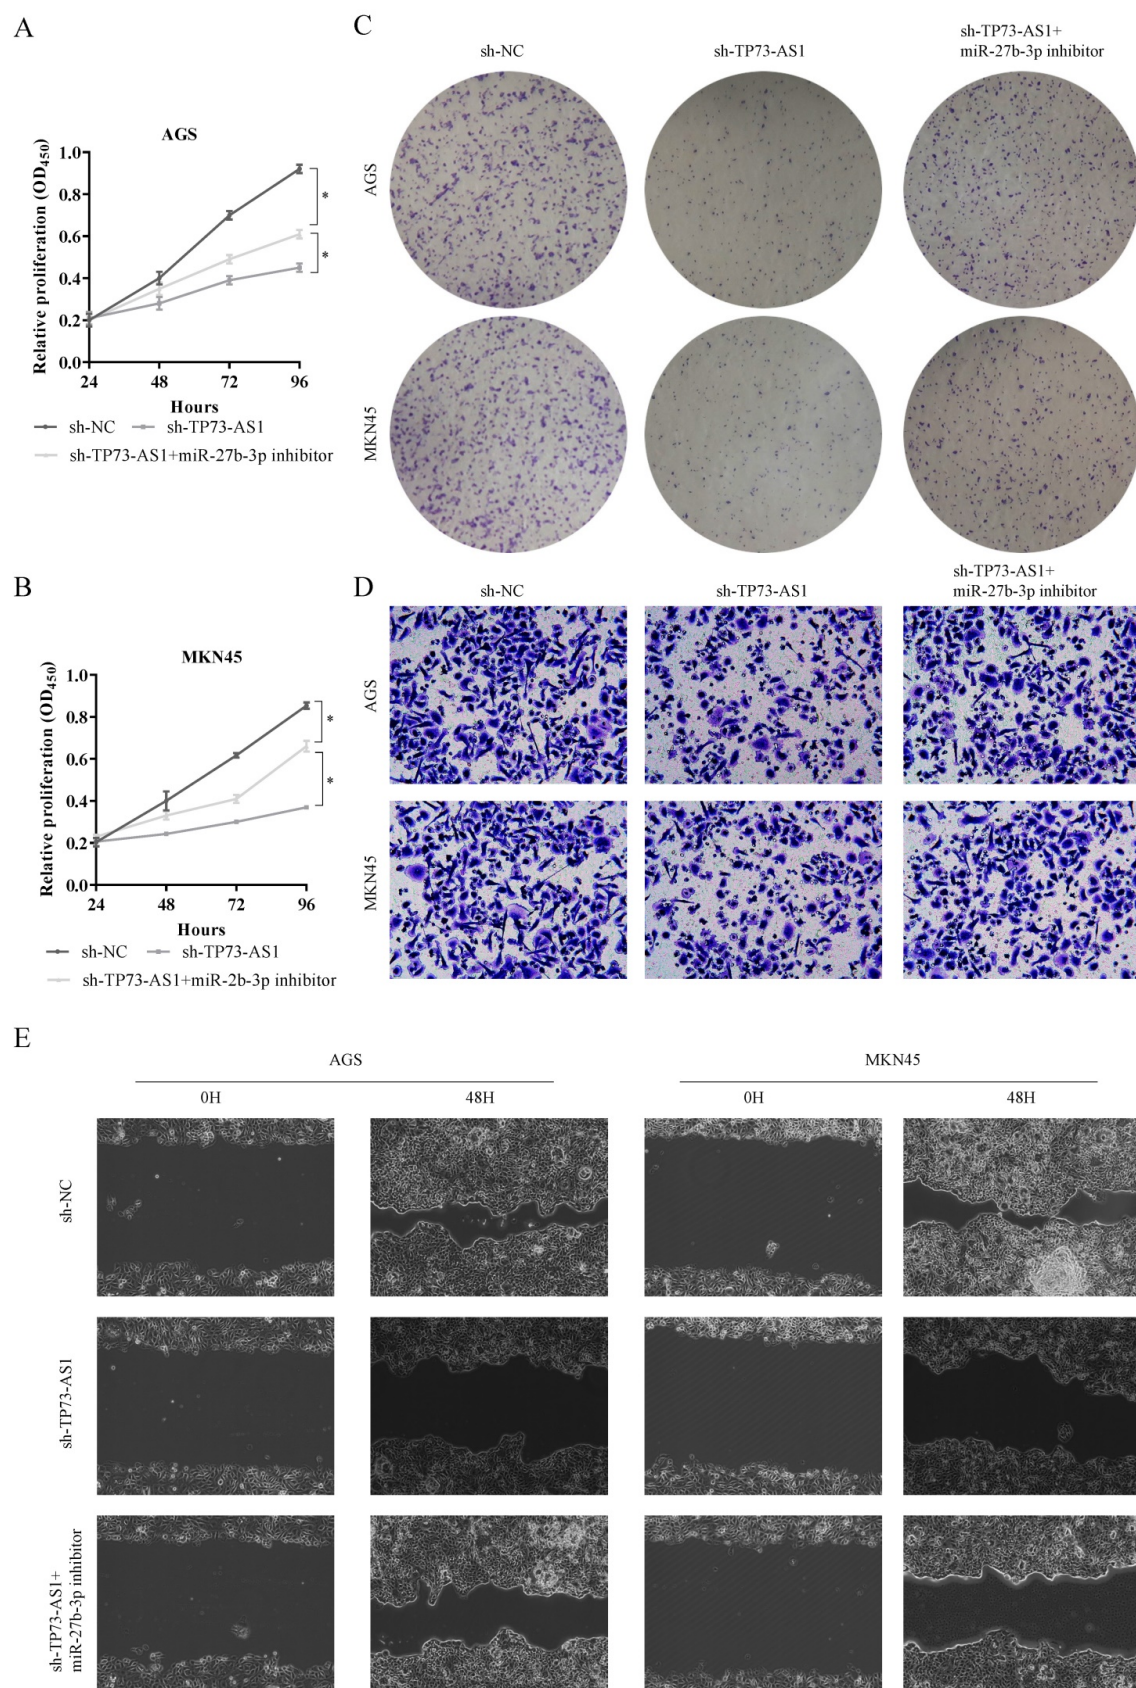 A
AGS
Relative proliferation (OD450)
1.0
0.8
0.6
0.4
0.2
0.0
24 48 72 96
Hours
*
*
sh-NC sh-TP73-AS1
sh-TP73-AS1+miR-27b-3p inhibitor
C
sh-NC sh-TP73-AS1 sh-TP73-AS1+
miR-27b-3p inhibitor
AGS
MKN45
B
MKN45
Relative proliferation (OD450)
1.0
0.8
0.6
0.4
0.2
0.0
24 48 72 96
Hours
*
*
sh-NC sh-TP73-AS1
sh-TP73-AS1+miR-2b-3p inhibitor
D
sh-NC sh-TP73-AS1 sh-TP73-AS1+
miR-27b-3p inhibitor
AGS
MKN45
E
AGS MKN45
0H 48H 0H 48H
sh-NC
sh-TP73-AS1
sh-TP73-AS1+
miR-27b-3p inhibitor